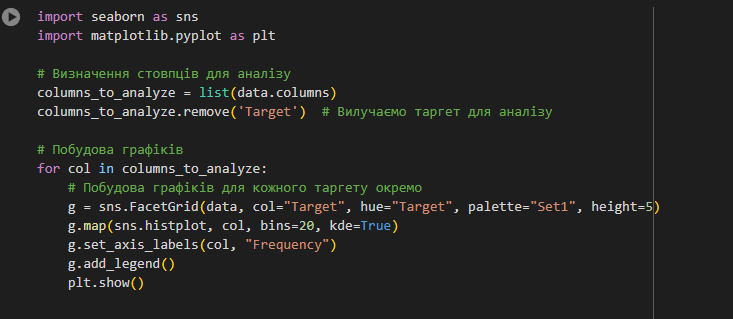 import seaborn as sns
import matplotlib.pyplot as plt
# Визначення стовпців для аналізу
columns_to_analyze = list(data.columns)
columns_to_analyze.remove('Target')  # Вилучаємо таргет для аналізу
# Побудова графіків
for col in columns_to_analyze:
    # Побудова графіків для кожного таргету окремо
    g = sns.FacetGrid(data, col="Target", hue="Target", palette="Set1", height=5)
    g.map(sns.histplot, col, bins=20, kde=True)
    g.set_axis_labels(col, "Frequency")
    g.add_legend()
    plt.show()